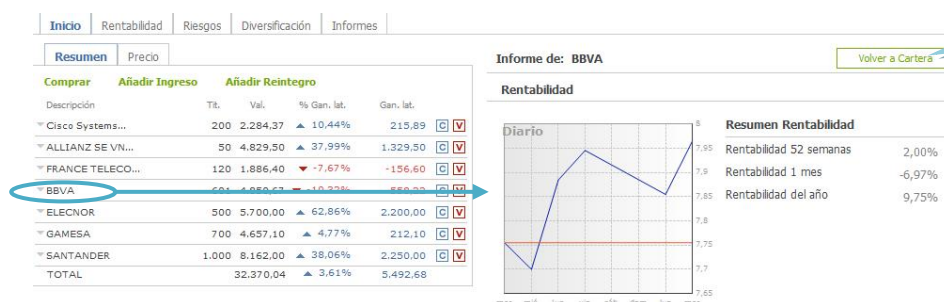 Inicio Rentabilidad Riesgos Diversificación Informes
Resumen Precio
Comprar Añadir Ingreso Añadir Reintegro
Descripción Tit. Val. % Gan. lat. Gan. lat.
Cisco Systems... 200 2.284,37 10,44% 215,89 C V
ALLIANZ SE VN... 50 4.829,50 37,99% 1.329,50 C V
FRANCE TELECO... 120 1.886,40 -7,67% -156,60 C V
BBVA C V
ELECNOR 500 5.700,00 62,86% 2.200,00 C V
GAMESA 700 4.657,10 4,77% 212,10 C V
SANTANDER 1.000 8.162,00 38,06% 2.250,00 C V
TOTAL 32.370,04 3,61% 5.492,68
Informe de: BBVA Volver a Cartera
Rentabilidad
Diario
8
7,95
7,9
7,85
7,8
7,75
7,7
7,65
Resumen Rentabilidad
Rentabilidad 52 semanas 2,00%
Rentabilidad 1 mes -6,97%
Rentabilidad del año 9,75%